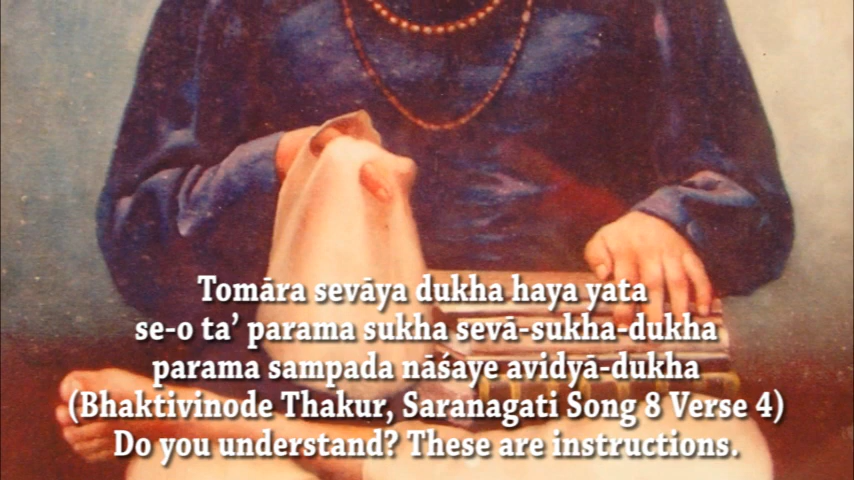 Tomāra sevāya dukha haya yata
se-o ta’ parama sukha sevā-sukha-dukha
parama sampada nāśaye avidyā-dukha
(Bhaktivinode Thakur, Saranagati Song 8 Verse 4)
Do you understand? These are instructions.